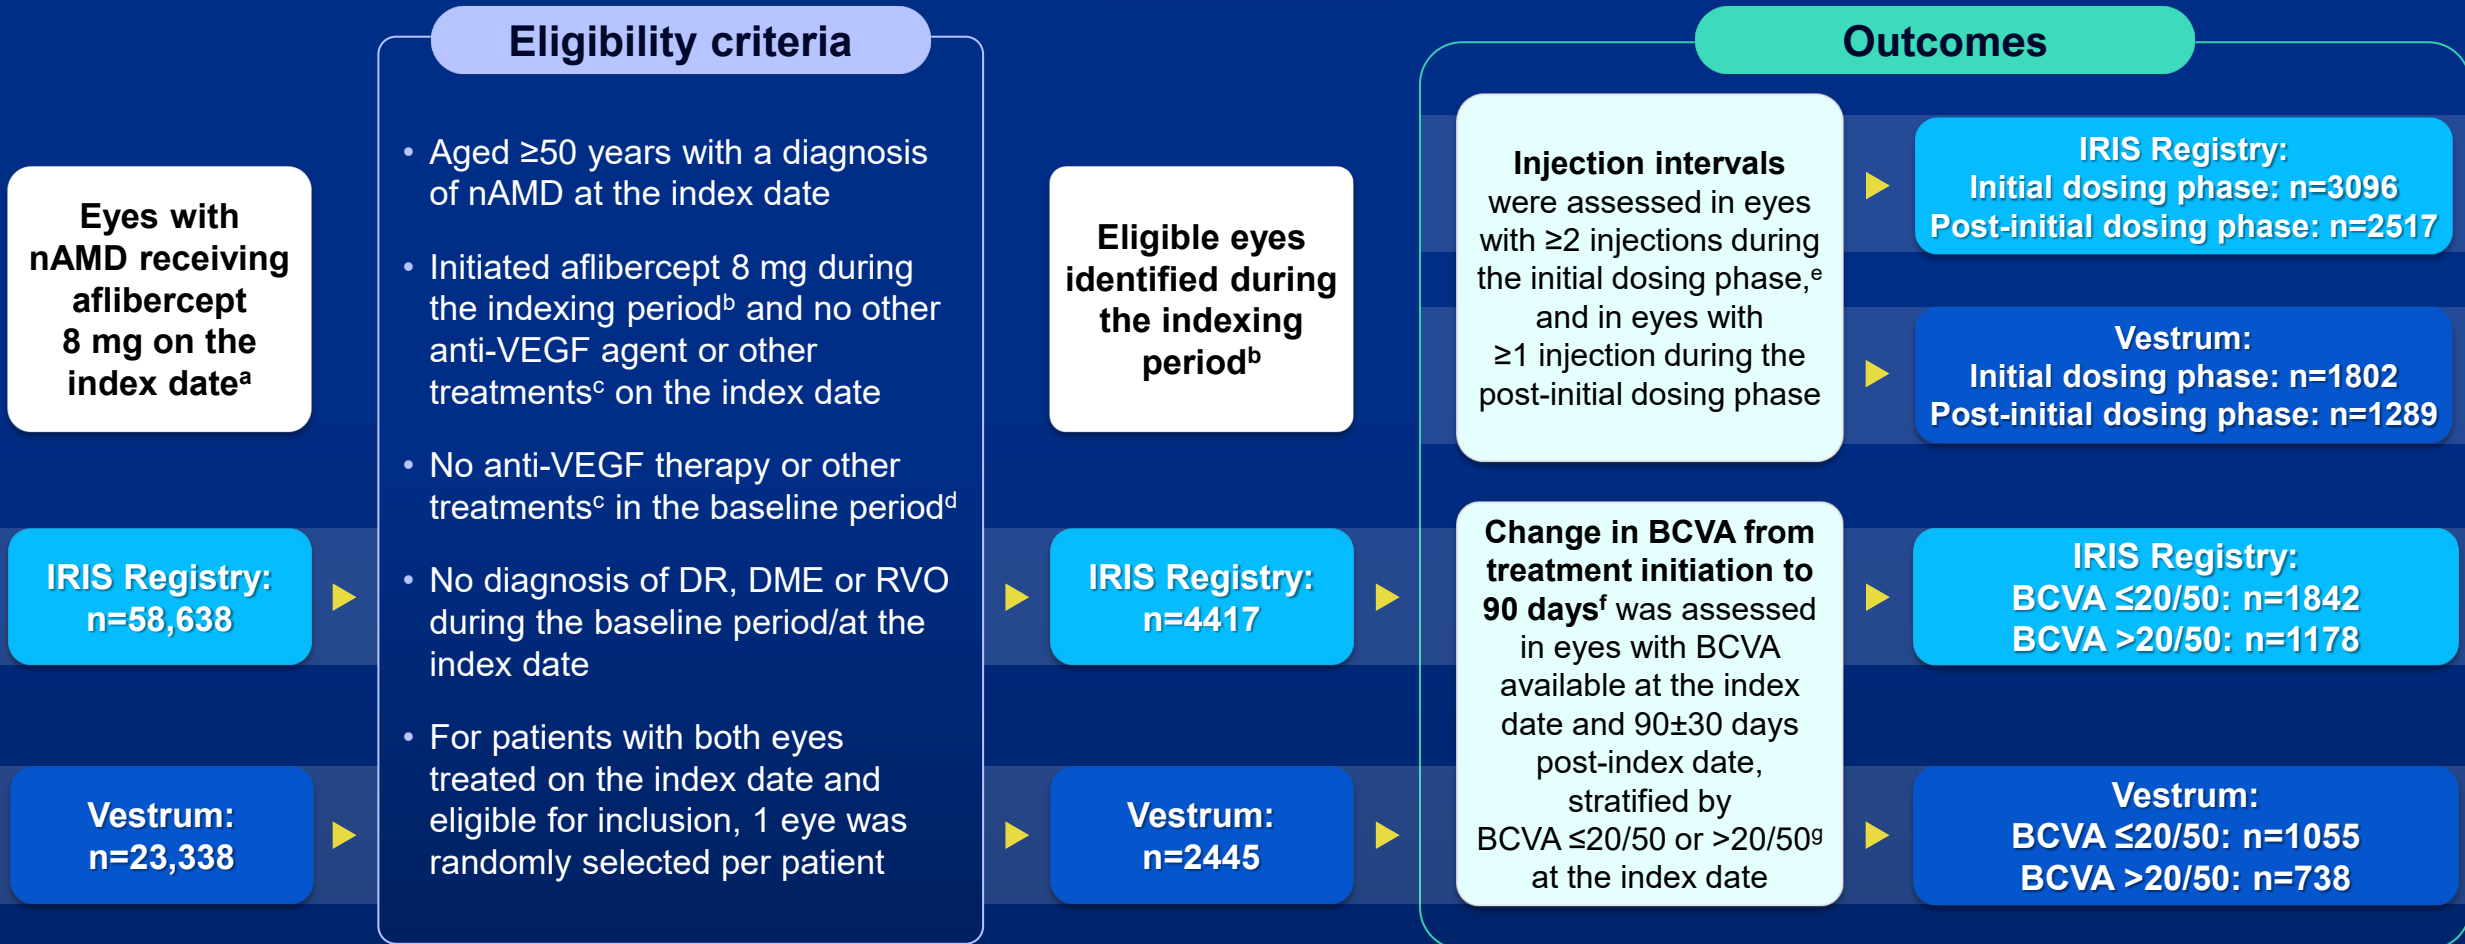 Eligibility criteria
Outcomes
Eyes with
nAMD receiving
aflibercept
8 mg on the
index dateᵃ
IRIS Registry:
n=58,638
Vestrum:
n=23,338
• Aged ≥50 years with a diagnosis
of nAMD at the index date
• Initiated aflibercept 8 mg during
the indexing periodᵇ and no other
anti-VEGF agent or other
treatmentsᶜ on the index date
• No anti-VEGF therapy or other
treatmentsᶜ in the baseline periodᵈ
• No diagnosis of DR, DME or RVO
during the baseline period/at the
index date
• For patients with both eyes
treated on the index date and
eligible for inclusion, 1 eye was
randomly selected per patient
Eligible eyes
identified during
the indexing
periodᵇ
IRIS Registry:
n=4417
Vestrum:
n=2445
Injection intervals
were assessed in eyes
with ≥2 injections during
the initial dosing phase,ᵉ
and in eyes with
≥1 injection during the
post-initial dosing phase
IRIS Registry:
Initial dosing phase: n=3096
Post-initial dosing phase: n=2517
Vestrum:
Initial dosing phase: n=1802
Post-initial dosing phase: n=1289
Change in BCVA from
treatment initiation to
90 daysᶠ was assessed
in eyes with BCVA
available at the index
date and 90±30 days
post-index date,
stratified by
BCVA ≤20/50 or >20/50ᵍ
at the index date
IRIS Registry:
BCVA ≤20/50: n=1842
BCVA >20/50: n=1178
Vestrum:
BCVA ≤20/50: n=1055
BCVA >20/50: n=738